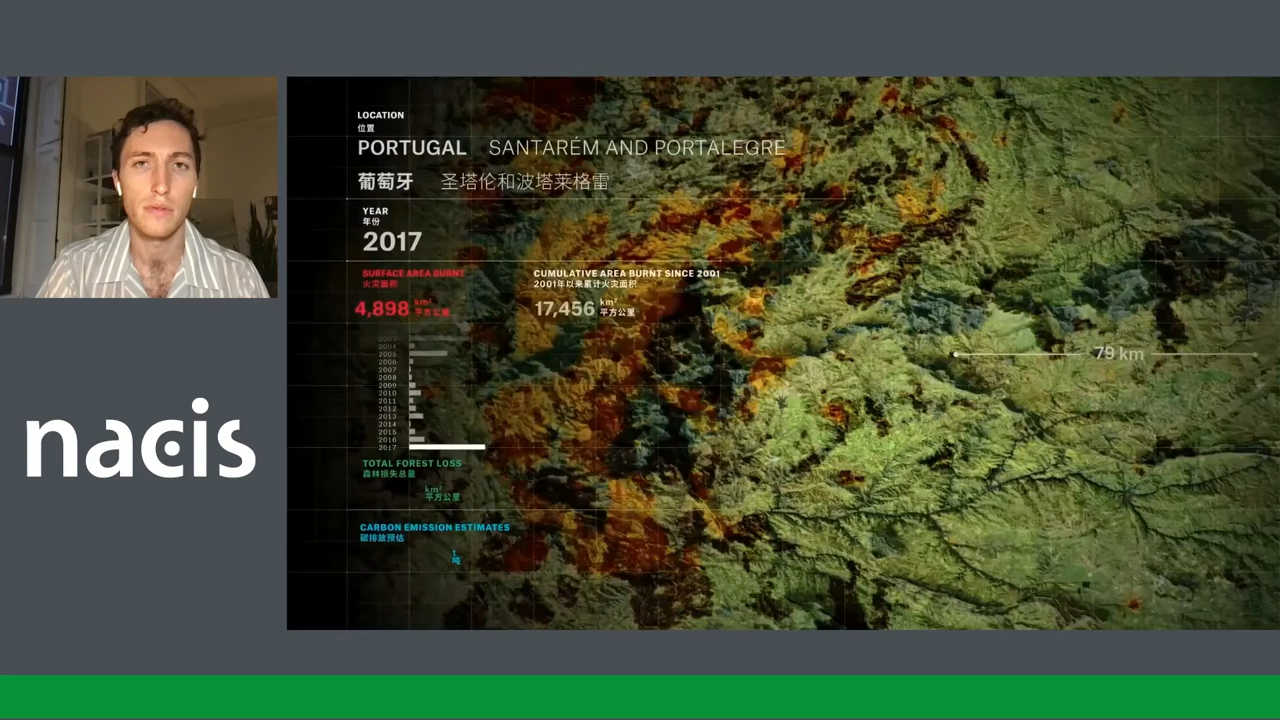 LOCATION
位置
PORTUGAL SANTARÉM AND PORTALEGRE
葡萄牙 圣塔伦和波塔莱格雷
YEAR
年份
2017
SURFACE AREA BURNT
火灾面积
4,898 km² 平方公里
CUMULATIVE AREA BURNT SINCE 2001
2001年以来累计火灾面积
17,456 km² 平方公里
79 km
2003
2004
2005
2006
2007
2008
2009
2010
2011
2012
2013
2014
2015
2016
2017
TOTAL FOREST LOSS
森林损失总量
km²
平方公里
CARBON EMISSION ESTIMATES
碳排放预估
t
吨
nacis